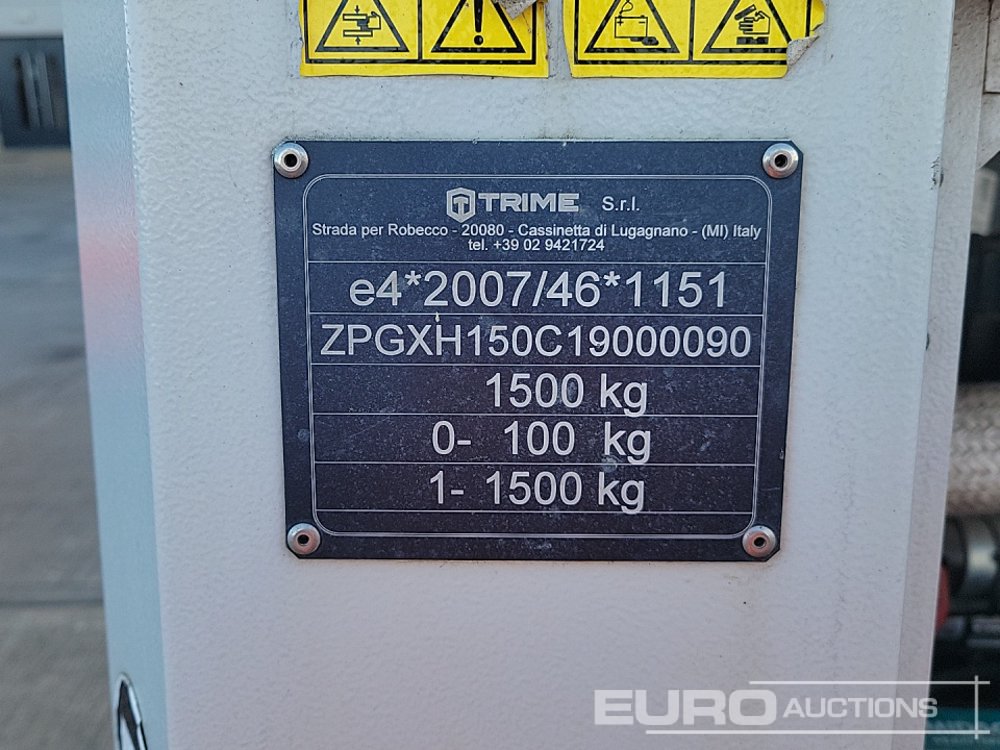 TRIME S.r.l.
Strada per Robecco - 20080 - Cassinetta di Lugagnano - (MI) Italy
tel. +39 02 9421724
e4*2007/46*1151
ZPGXH150C19000090
1500 kg
0- 100 kg
1- 1500 kg
EURO AUCTIONS